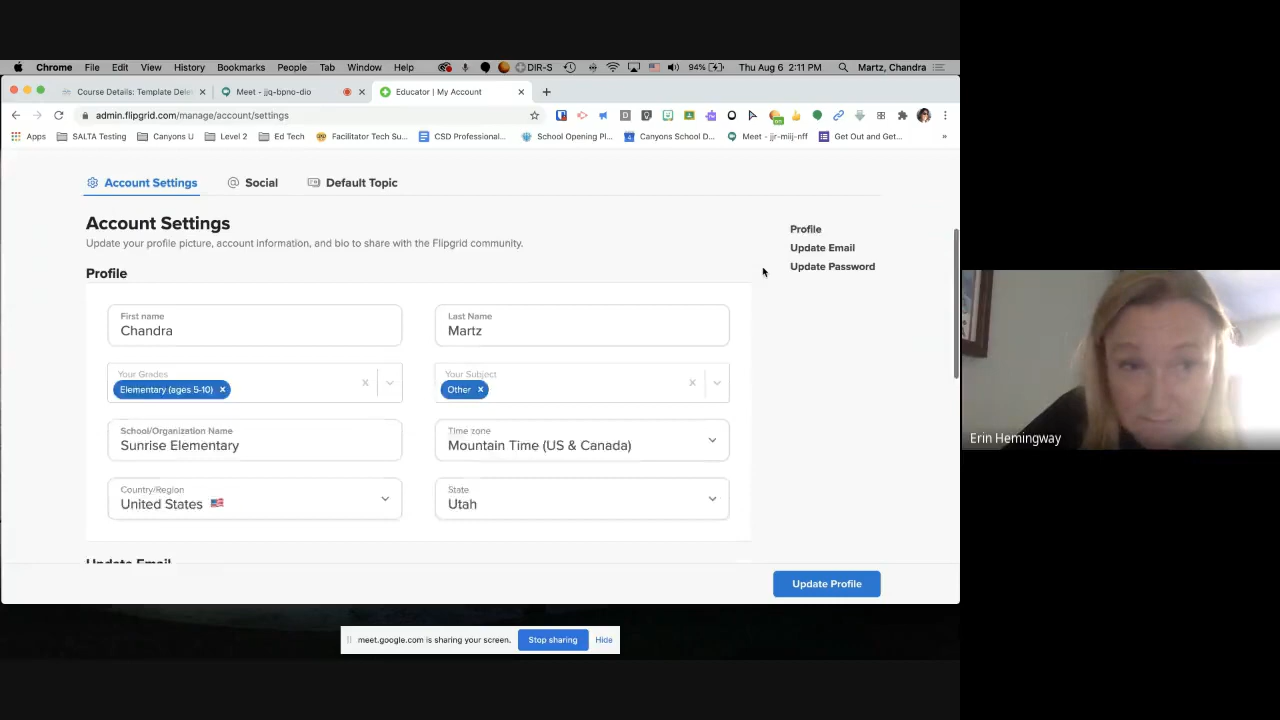 Chrome File Edit View History Bookmarks People Tab Window Help DIR-S 94% Thu Aug 6 2:11 PM Martz, Chandra
Course Details: Template Dele × Meet - jjq-bpno-dio × Educator | My Account × +
admin.flipgrid.com/manage/account/settings
Apps SALTA Testing Canyons U Level 2 Ed Tech Facilitator Tech Su... CSD Professional... School Opening Pl... Canyons School D... Meet - jjr-miij-nff Get Out and Get... »
Account Settings Social Default Topic
Account Settings
Update your profile picture, account information, and bio to share with the Flipgrid community.
Profile
Update Email
Update Password
Profile
First name
Chandra
Last Name
Martz
Your Grades
Elementary (ages 5-10) ×
Your Subject
Other ×
School/Organization Name
Sunrise Elementary
Time zone
Mountain Time (US & Canada)
Country/Region
United States
State
Utah
Update Email
Update Profile
meet.google.com is sharing your screen. Stop sharing Hide
Erin Hemingway